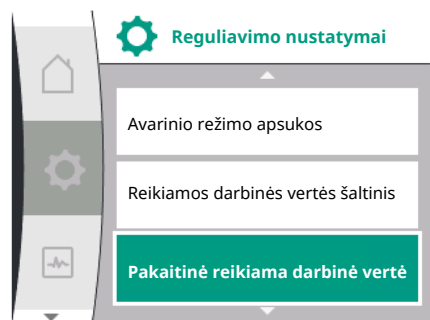 Reguliavimo nustatymai
Avarinio režimo apsukos
Reikiamos darbinės vertės šaltinis
Pakaitinė reikiama darbinė vertė